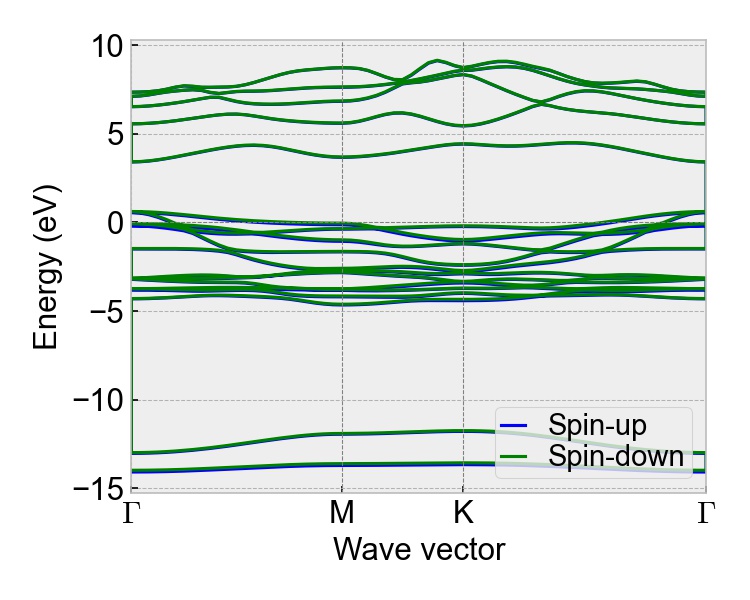 10
5
0
−5
−10
−15
Energy (eV)
Spin-up
Spin-down
Γ M K Γ
Wave vector